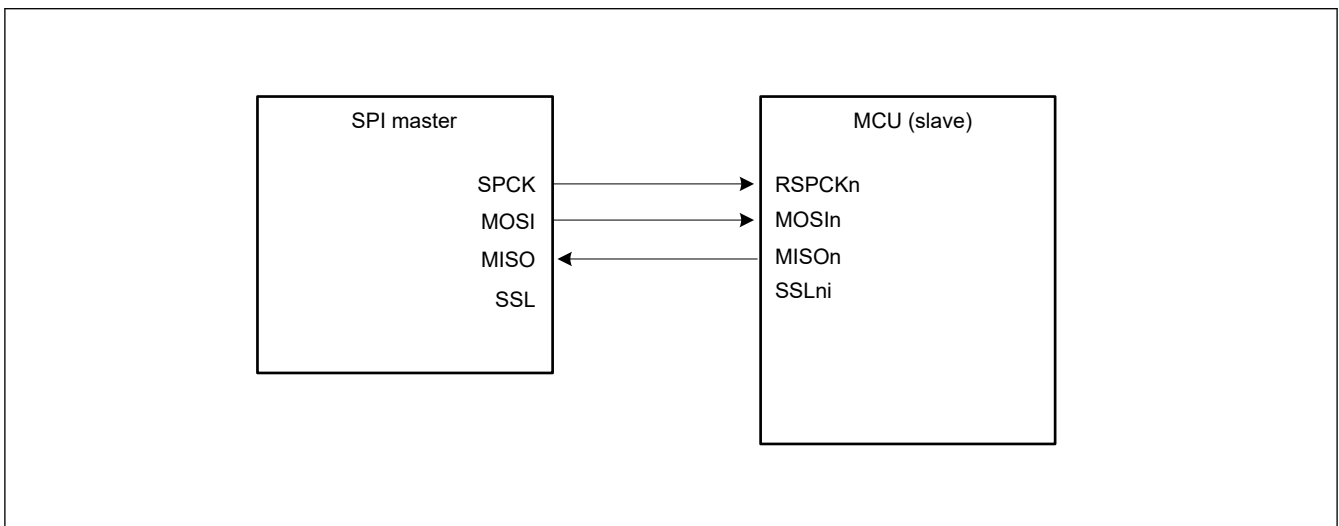 SPI master
SPCK
MOSI
MISO
SSL
MCU (slave)
RSPCKn
MOSIn
MISOn
SSLni